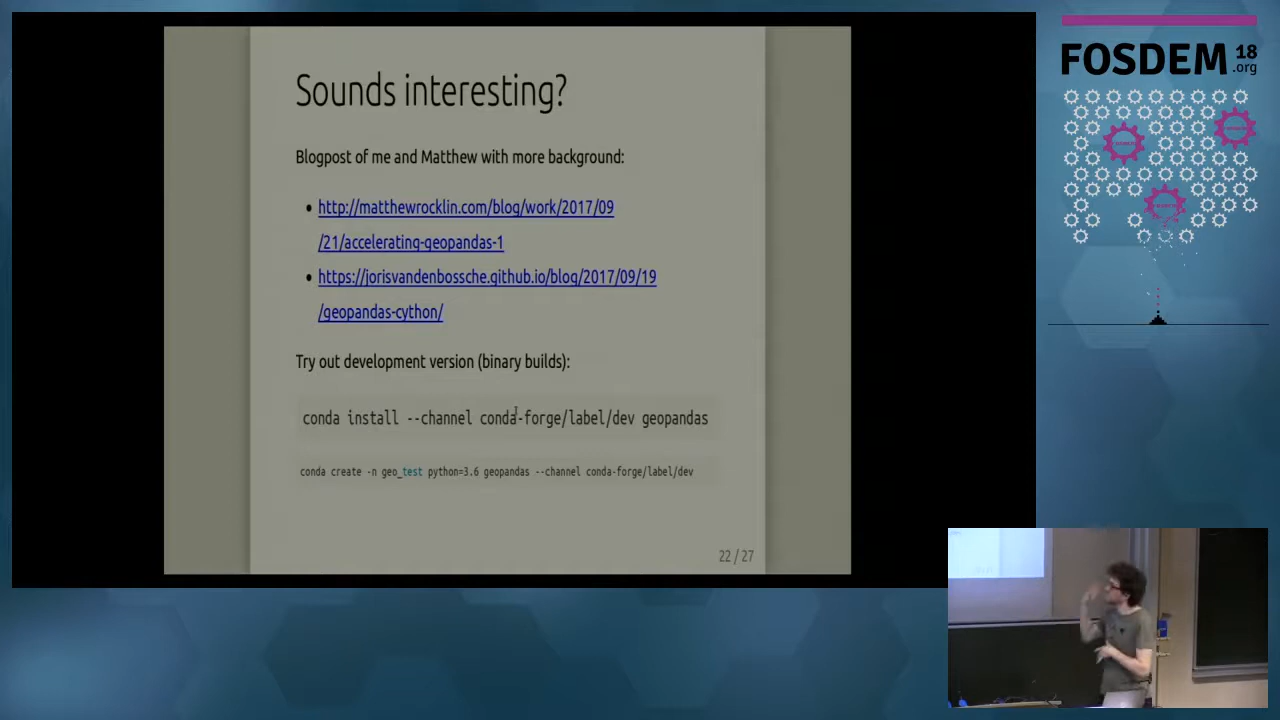 Sounds interesting?
Blogpost of me and Matthew with more background:
http://matthewrocklin.com/blog/work/2017/09
/21/accelerating-geopandas-1
https://jorisvandenbossche.github.io/blog/2017/09/19
/geopandas-cython/
Try out development version (binary builds):
conda install --channel conda-forge/label/dev geopandas
conda create -n geo_test python=3.6 geopandas --channel conda-forge/label/dev
22 / 27
FOSDEM 18
.org